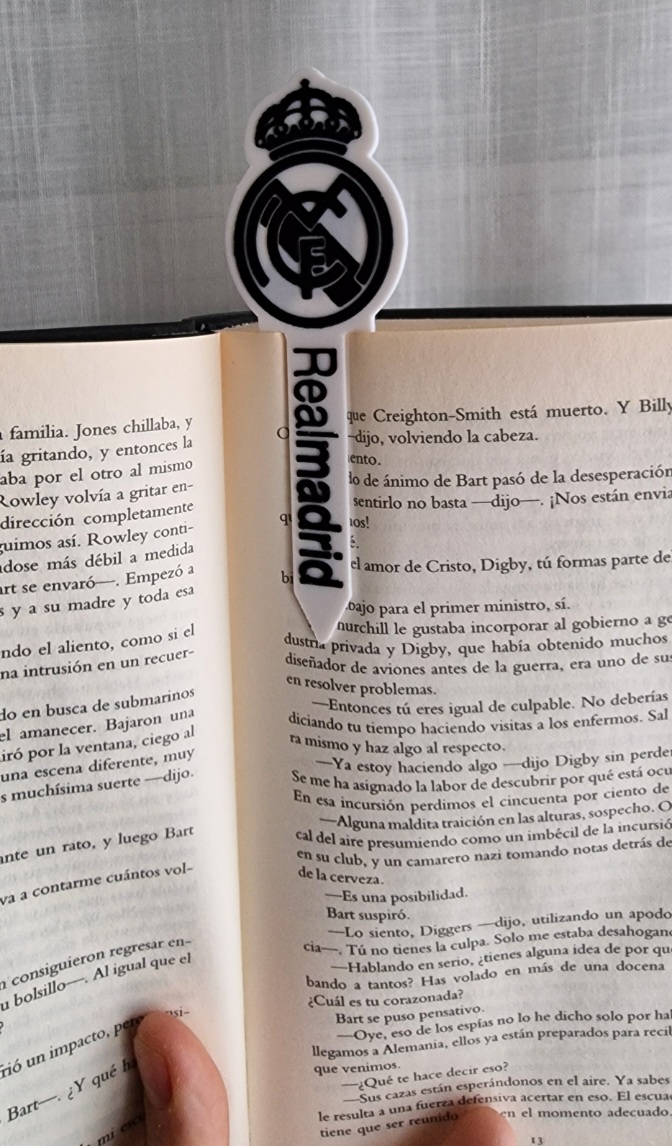 Realmadrid
familia. Jones chillaba, y
ía gritando, y entonces la
aba por el otro al mismo
Rowley volvía a gritar en-
dirección completamente
guimos así. Rowley conti-
dose más débil a medida
art se envaró—. Empezó a
s y a su madre y toda esa
ndo el aliento, como si el
na intrusión en un recuer-
do en busca de submarinos
el amanecer. Bajaron una
iró por la ventana, ciego al
una escena diferente, muy
s muchísima suerte —dijo.
ante un rato, y luego Bart
va a contarme cuántos vol-
n consiguieron regresar en-
u bolsillo—. Al igual que el
?
rió un impacto, pero
. Bart—. ¿Y qué
mi
que Creighton-Smith está muerto. Y Billy
—dijo, volviendo la cabeza.
ento.
do de ánimo de Bart pasó de la desesperación
sentirlo no basta —dijo—. ¡Nos están envia
ios!
é.
el amor de Cristo, Digby, tú formas parte de
bajo para el primer ministro, sí.
hurchill le gustaba incorporar al gobierno a ge
dustria privada y Digby, que había obtenido muchos
diseñador de aviones antes de la guerra, era uno de sus
en resolver problemas.
—Entonces tú eres igual de culpable. No deberías
diciando tu tiempo haciendo visitas a los enfermos. Sal
ra mismo y haz algo al respecto.
—Ya estoy haciendo algo —dijo Digby sin perder
Se me ha asignado la labor de descubrir por qué está ocu
En esa incursión perdimos el cincuenta por ciento de
—Alguna maldita traición en las alturas, sospecho. O
cal del aire presumiendo como un imbécil de la incursió
en su club, y un camarero nazi tomando notas detrás de
de la cerveza.
—Es una posibilidad.
Bart suspiró.
—Lo siento, Diggers —dijo, utilizando un apodo
cia—. Tú no tienes la culpa. Solo me estaba desahogan
—Hablando en serio, ¿tienes alguna idea de por qué
bando a tantos? Has volado en más de una docena
¿Cuál es tu corazonada?
Bart se puso pensativo.
—Oye, eso de los espías no lo he dicho solo por hal
llegamos a Alemania, ellos ya están preparados para recil
que venimos.
—¿Qué te hace decir eso?
—Sus cazas están esperándonos en el aire. Ya sabes
le resulta a una fuerza defensiva acertar en eso. El escua
tiene que ser reunido en el momento adecuado,
13